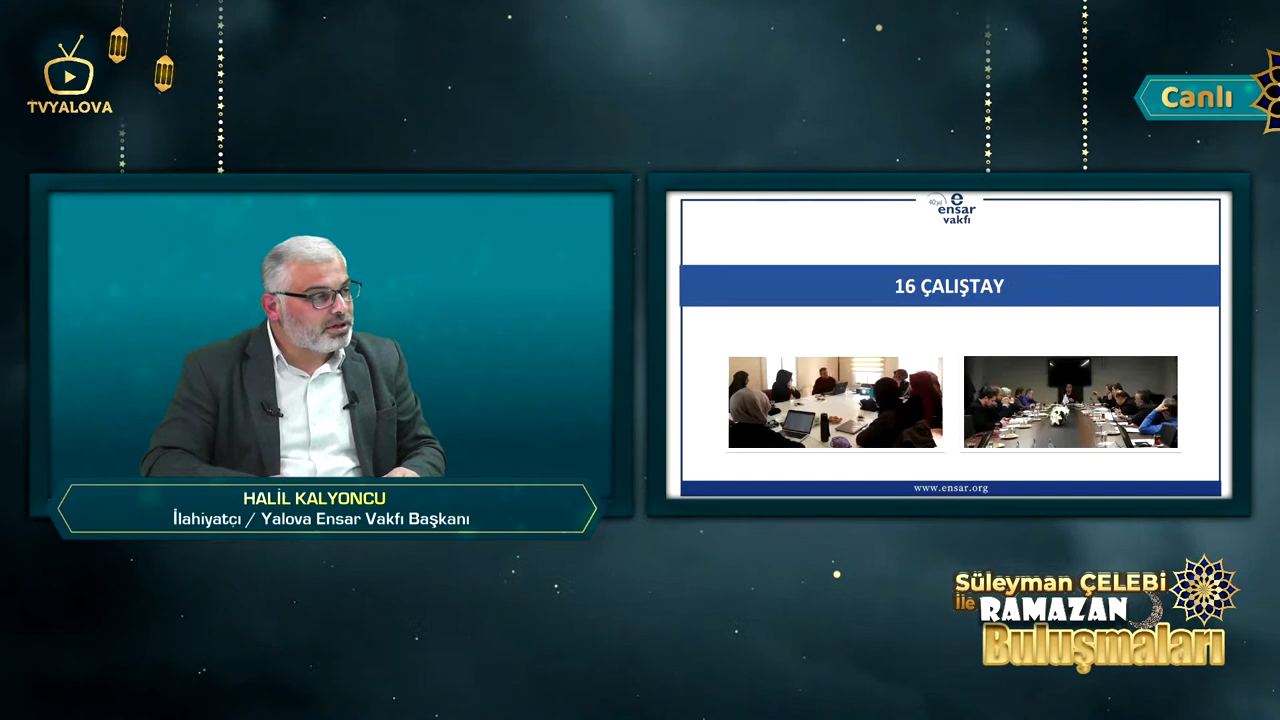 TVYALOVA
Canlı
40.yıl
ensar
vakfı
16 ÇALIŞTAY
www.ensar.org
HALİL KALYONCU
İlahiyatçı / Yalova Ensar Vakfı Başkanı
Süleyman ÇELEBİ
İle RAMAZAN
Buluşmaları